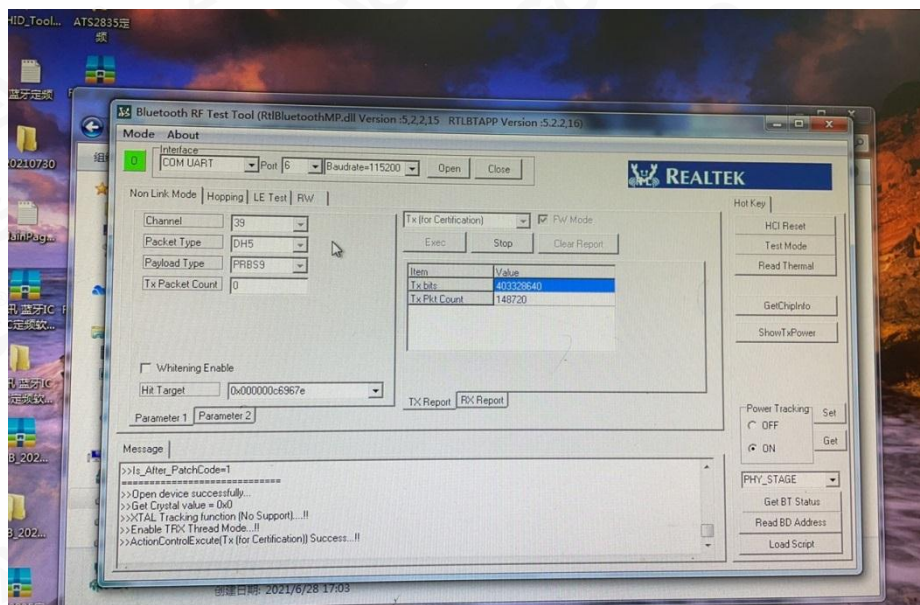 HID_Tool...
ATS2835定
频
蓝牙定频
20210730
Bluetooth RF Test Tool (RtlBluetoothMP.dll Version :5,2,2,15   RTLBTAPP Version :5.2.2,16)
Mode   About
Interface
0
COM UART
Port
6
Baudrate=115200
Open
Close
REALTEK
Non Link Mode
Hopping
LE Test
RW
Hot Key
Channel
39
Packet Type
DH5
Payload Type
PRBS9
Tx Packet Count
0
Tx (for Certification)
FW Mode
Exec
Stop
Clear Report
Item
Value
Tx bits
403328640
Tx Pkt Count
148720
HCI Reset
Test Mode
Read Thermal
GetChipInfo
ShowTxPower
Whitening Enable
Hit Target
0x000000c6967e
TX Report
RX Report
Parameter 1
Parameter 2
Power Tracking
OFF
ON
Set
Get
Message
>>Is_After_PatchCode=1
==============================
>>Open device successfully...
>>Get Crystal value = 0x0
>>XTAL Tracking function (No Support)....!!
>>Enable TRX Thread Mode...!!
>>ActionControlExcute(Tx (for Certification)) Success...!!
PHY_STAGE
Get BT Status
Read BD Address
Load Script
创建日期: 2021/6/28 17:03